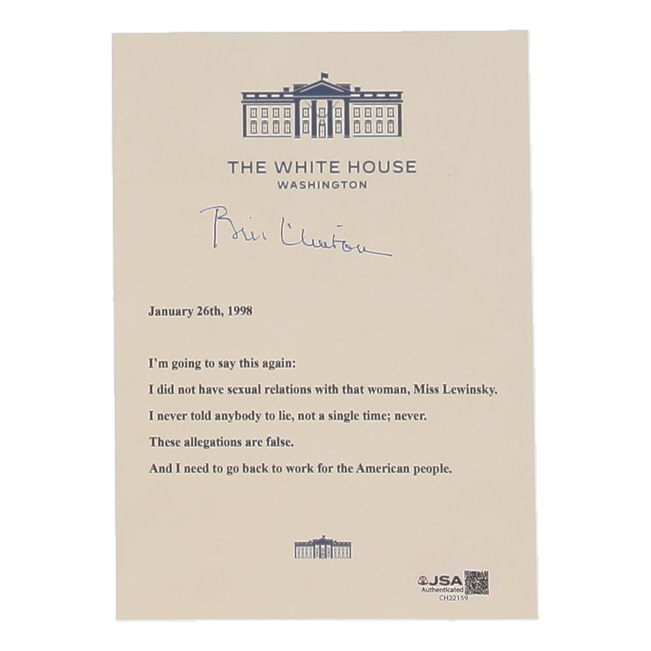 THE WHITE HOUSE
WASHINGTON
Bill Clinton
January 26th, 1998
I'm going to say this again:
I did not have sexual relations with that woman, Miss Lewinsky.
I never told anybody to lie, not a single time; never.
These allegations are false.
And I need to go back to work for the American people.
JSA
Authenticated
CH22159